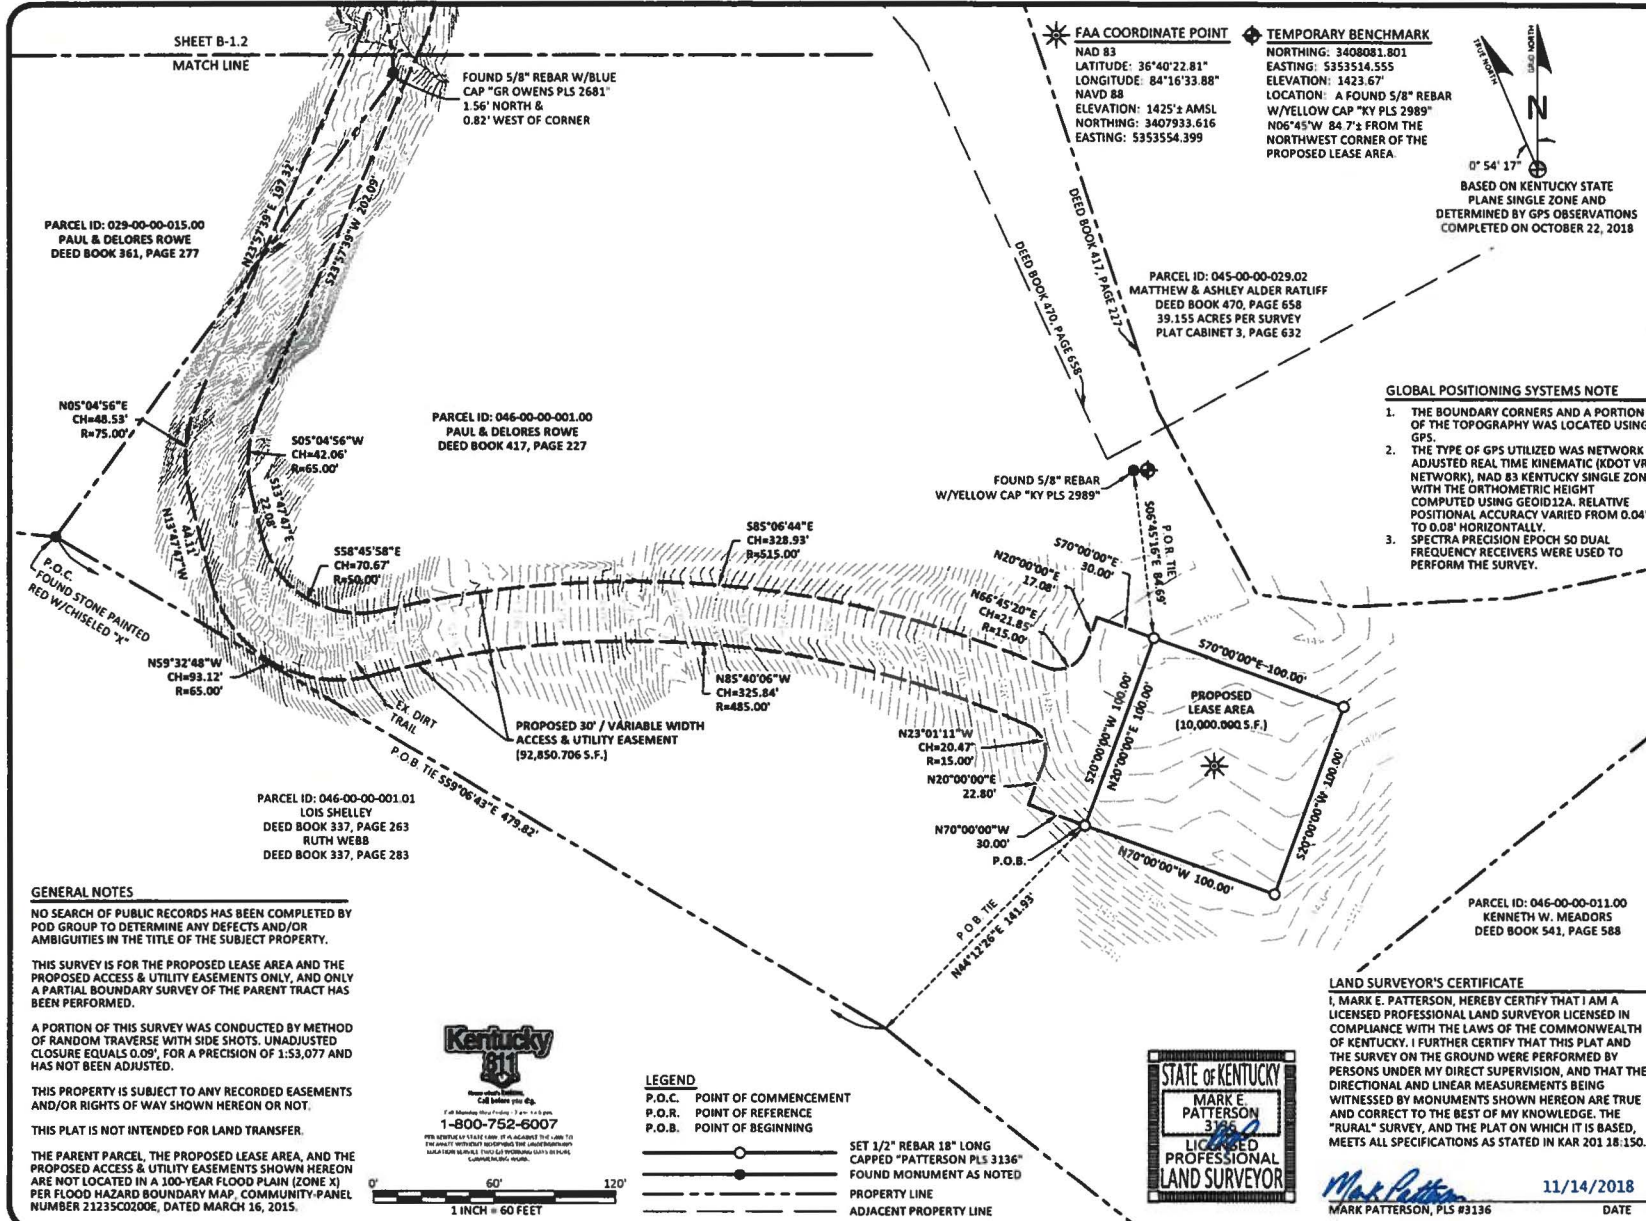 SHEET B-1.2
MATCH LINE
FOUND 5/8" REBAR W/BLUE
CAP "GR OWENS PLS 2681"
1.56' NORTH &
0.82' WEST OF CORNER
FAA COORDINATE POINT
NAD 83
LATITUDE: 36°40'22.81"
LONGITUDE: 84°16'33.88"
NAVD 88
ELEVATION: 1425'± AMSL
NORTHING: 3407933.616
EASTING: 5353554.399
TEMPORARY BENCHMARK
NORTHING: 3408081.801
EASTING: 5353514.555
ELEVATION: 1423.67'
LOCATION: A FOUND 5/8" REBAR
W/YELLOW CAP "KY PLS 2989"
N06°45'W 84.7'± FROM THE
NORTHWEST CORNER OF THE
PROPOSED LEASE AREA.
TRUE NORTH
GRID NORTH
N
0° 54' 17"
BASED ON KENTUCKY STATE
PLANE SINGLE ZONE AND
DETERMINED BY GPS OBSERVATIONS
COMPLETED ON OCTOBER 22, 2018
N23°57'39"E 197.32'
S23°57'39"W 202.09'
PARCEL ID: 029-00-00-015.00
PAUL & DELORES ROWE
DEED BOOK 361, PAGE 277
DEED BOOK 470, PAGE 658
DEED BOOK 417, PAGE 227
PARCEL ID: 045-00-00-029.02
MATTHEW & ASHLEY ALDER RATLIFF
DEED BOOK 470, PAGE 658
39.155 ACRES PER SURVEY
PLAT CABINET 3, PAGE 632
N05°04'56"E
CH=48.53'
R=75.00'
PARCEL ID: 046-00-00-001.00
PAUL & DELORES ROWE
DEED BOOK 417, PAGE 227
S05°04'56"W
CH=42.06'
R=65.00'
S13°47'47"E
22.08'
N13°47'47"W
44.11'
GLOBAL POSITIONING SYSTEMS NOTE
1. THE BOUNDARY CORNERS AND A PORTION
OF THE TOPOGRAPHY WAS LOCATED USING
GPS.
2. THE TYPE OF GPS UTILIZED WAS NETWORK
ADJUSTED REAL TIME KINEMATIC (KDOT VR
NETWORK), NAD 83 KENTUCKY SINGLE ZON
WITH THE ORTHOMETRIC HEIGHT
COMPUTED USING GEOID12A. RELATIVE
POSITIONAL ACCURACY VARIED FROM 0.04'
TO 0.08' HORIZONTALLY.
3. SPECTRA PRECISION EPOCH 50 DUAL
FREQUENCY RECEIVERS WERE USED TO
PERFORM THE SURVEY.
FOUND 5/8" REBAR
W/YELLOW CAP "KY PLS 2989"
P.O.R. TIE
S06°45'16"E 84.69'
P.O.C.
FOUND STONE PAINTED
RED W/CHISELED "X"
S58°45'58"E
CH=70.67'
R=50.00'
S85°06'44"E
CH=328.93'
R=515.00'
S70°00'00"E
30.00'
N20°00'00"E
17.08'
N66°45'20"E
CH=21.85'
R=15.00'
N59°32'48"W
CH=93.12'
R=65.00'
EX. DIRT
TRAIL
PROPOSED 30' / VARIABLE WIDTH
ACCESS & UTILITY EASEMENT
(92,850.706 S.F.)
N85°40'06"W
CH=325.84'
R=485.00'
S70°00'00"E 100.00'
PROPOSED
LEASE AREA
(10,000.000 S.F.)
S20°00'00"W 100.00'
N20°00'00"E 100.00'
S20°00'00"W 100.00'
N70°00'00"W 100.00'
N23°01'11"W
CH=20.47'
R=15.00'
N20°00'00"E
22.80'
N70°00'00"W
30.00'
P.O.B.
P.O.B. TIE S59°06'43"E 479.82'
P.O.B. TIE
N44°12'26"E 141.93'
PARCEL ID: 046-00-00-001.01
LOIS SHELLEY
DEED BOOK 337, PAGE 263
RUTH WEBB
DEED BOOK 337, PAGE 283
PARCEL ID: 046-00-00-011.00
KENNETH W. MEADORS
DEED BOOK 541, PAGE 588
GENERAL NOTES
NO SEARCH OF PUBLIC RECORDS HAS BEEN COMPLETED BY
POD GROUP TO DETERMINE ANY DEFECTS AND/OR
AMBIGUITIES IN THE TITLE OF THE SUBJECT PROPERTY.
THIS SURVEY IS FOR THE PROPOSED LEASE AREA AND THE
PROPOSED ACCESS & UTILITY EASEMENTS ONLY, AND ONLY
A PARTIAL BOUNDARY SURVEY OF THE PARENT TRACT HAS
BEEN PERFORMED.
A PORTION OF THIS SURVEY WAS CONDUCTED BY METHOD
OF RANDOM TRAVERSE WITH SIDE SHOTS. UNADJUSTED
CLOSURE EQUALS 0.09', FOR A PRECISION OF 1:53,077 AND
HAS NOT BEEN ADJUSTED.
THIS PROPERTY IS SUBJECT TO ANY RECORDED EASEMENTS
AND/OR RIGHTS OF WAY SHOWN HEREON OR NOT.
THIS PLAT IS NOT INTENDED FOR LAND TRANSFER.
THE PARENT PARCEL, THE PROPOSED LEASE AREA, AND THE
PROPOSED ACCESS & UTILITY EASEMENTS SHOWN HEREON
ARE NOT LOCATED IN A 100-YEAR FLOOD PLAIN (ZONE X)
PER FLOOD HAZARD BOUNDARY MAP, COMMUNITY-PANEL
NUMBER 21235C0200E, DATED MARCH 16, 2015.
Kentucky
811
Know what's below.
Call before you dig.
1-800-752-6007
0' 60' 120'
1 INCH = 60 FEET
LEGEND
P.O.C. POINT OF COMMENCEMENT
P.O.R. POINT OF REFERENCE
P.O.B. POINT OF BEGINNING
SET 1/2" REBAR 18" LONG
CAPPED "PATTERSON PLS 3136"
FOUND MONUMENT AS NOTED
PROPERTY LINE
ADJACENT PROPERTY LINE
STATE OF KENTUCKY
MARK E.
PATTERSON
3136
LICENSED
PROFESSIONAL
LAND SURVEYOR
LAND SURVEYOR'S CERTIFICATE
I, MARK E. PATTERSON, HEREBY CERTIFY THAT I AM A
LICENSED PROFESSIONAL LAND SURVEYOR LICENSED IN
COMPLIANCE WITH THE LAWS OF THE COMMONWEALTH
OF KENTUCKY. I FURTHER CERTIFY THAT THIS PLAT AND
THE SURVEY ON THE GROUND WERE PERFORMED BY
PERSONS UNDER MY DIRECT SUPERVISION, AND THAT THE
DIRECTIONAL AND LINEAR MEASUREMENTS BEING
WITNESSED BY MONUMENTS SHOWN HEREON ARE TRUE
AND CORRECT TO THE BEST OF MY KNOWLEDGE. THE
"RURAL" SURVEY, AND THE PLAT ON WHICH IT IS BASED,
MEETS ALL SPECIFICATIONS AS STATED IN KAR 201 18:150.
Mark Patterson
11/14/2018
MARK PATTERSON, PLS #3136
DATE